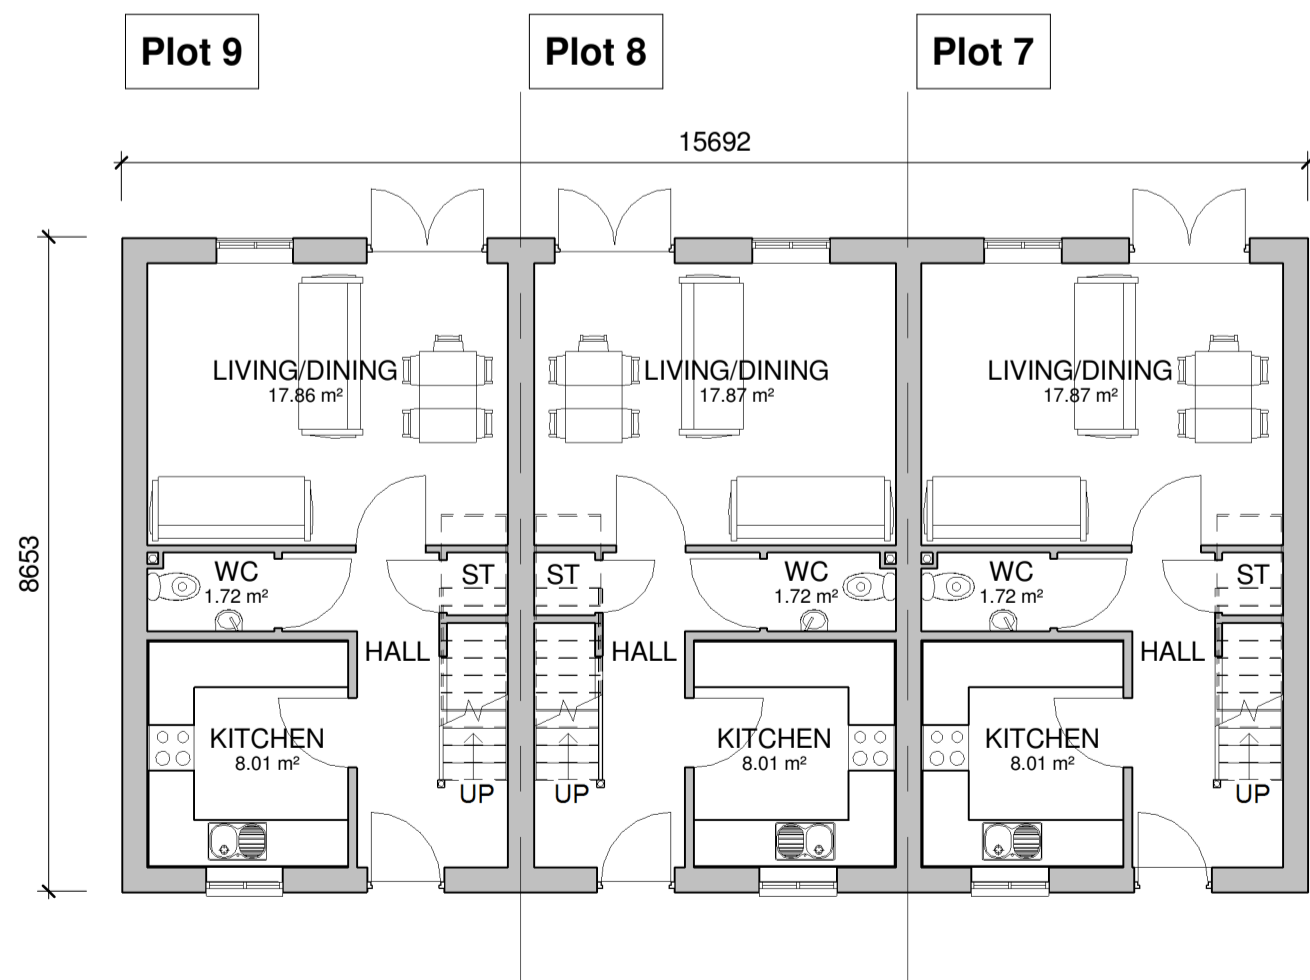 Plot 9
Plot 8
Plot 7
15692
8653
LIVING/DINING
17.86 m²
LIVING/DINING
17.87 m²
LIVING/DINING
17.87 m²
WC
1.72 m²
ST
ST
WC
1.72 m²
WC
1.72 m²
ST
HALL
HALL
HALL
KITCHEN
8.01 m²
KITCHEN
8.01 m²
KITCHEN
8.01 m²
UP
UP
UP